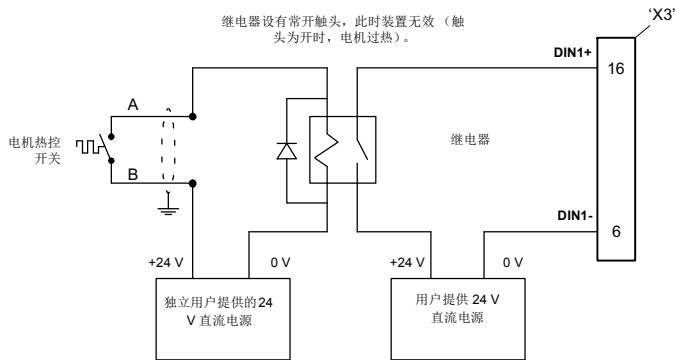 继电器设有常开触头，此时装置无效 （触
头为开时，电机过热）。
'X3'
DIN1+
16
A
电机热控
开关
继电器
B
DIN1-
6
+24 V
0 V
+24 V
0 V
独立用户提供的24
V 直流电源
用户提供 24 V
直流电源